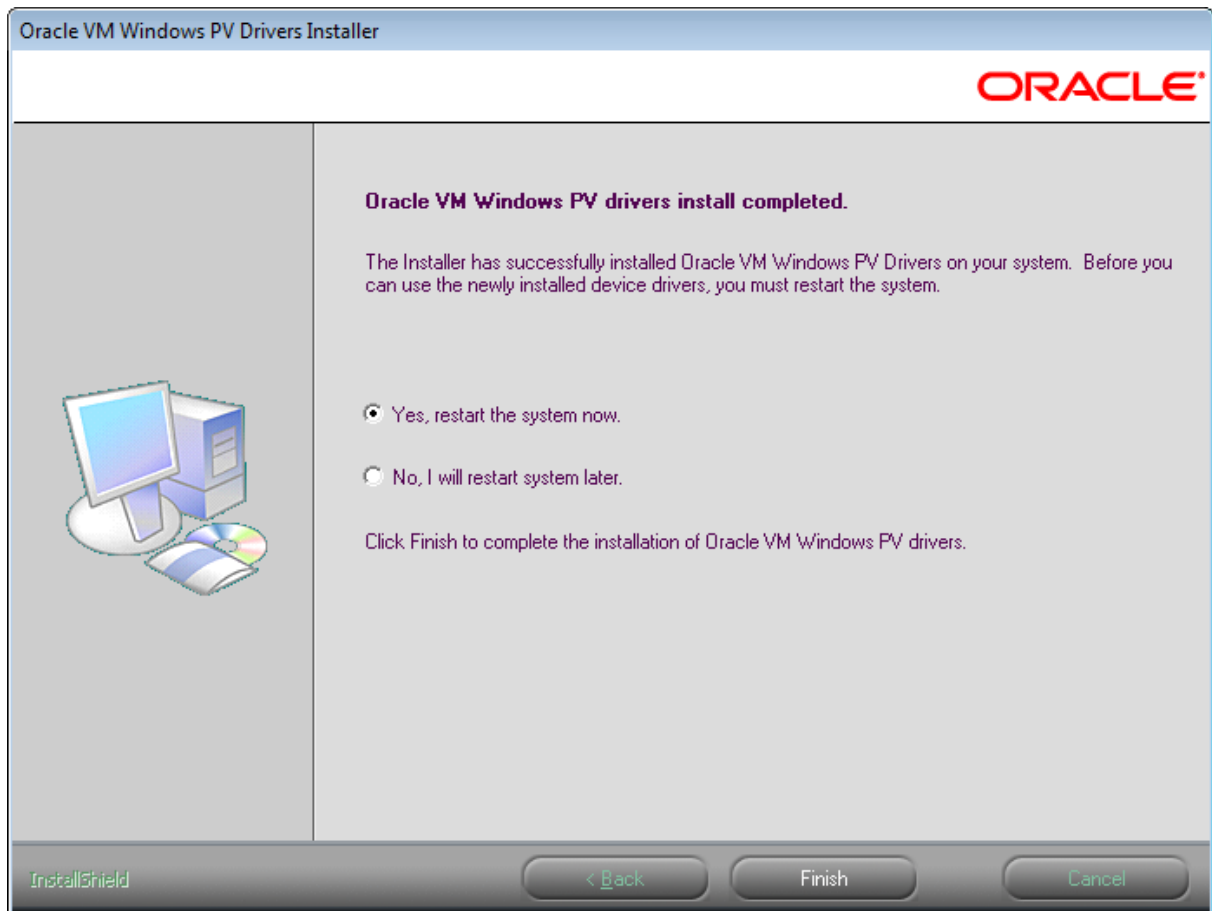 Oracle VM Windows PV Drivers Installer
ORACLE
Oracle VM Windows PV drivers install completed.
The Installer has successfully installed Oracle VM Windows PV Drivers on your system.  Before you
can use the newly installed device drivers, you must restart the system.
Yes, restart the system now.
No, I will restart system later.
Click Finish to complete the installation of Oracle VM Windows PV drivers.
InstallShield
< Back
Finish
Cancel